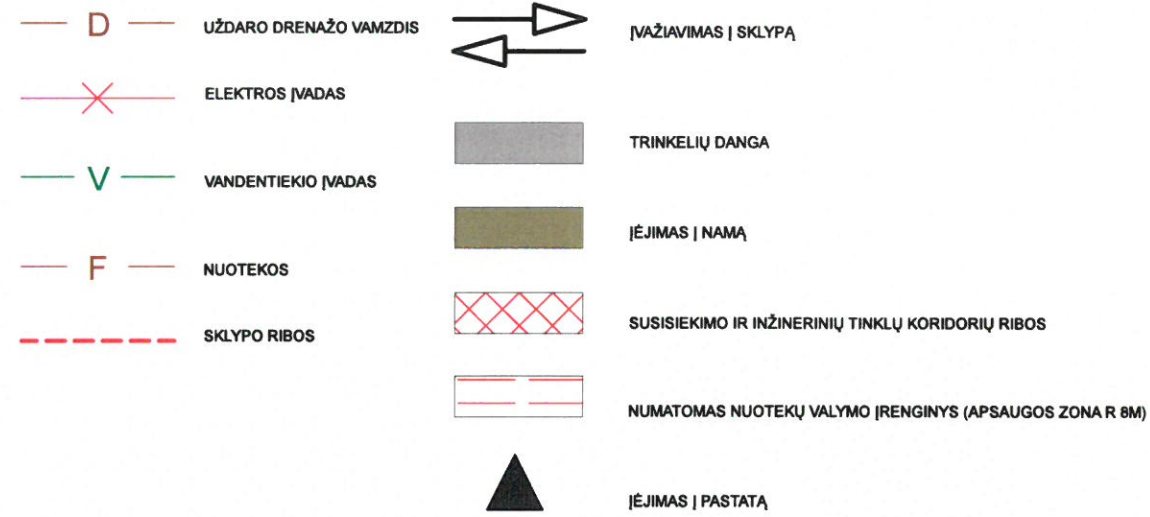 D UŽDARO DRENAŽO VAMZDIS
ELEKTROS ĮVADAS
V VANDENTIEKIO ĮVADAS
F NUOTEKOS
SKLYPO RIBOS
ĮVAŽIAVIMAS Į SKLYPĄ
TRINKELIŲ DANGA
ĮĖJIMAS Į NAMĄ
SUSISIEKIMO IR INŽINERINIŲ TINKLŲ KORIDORIŲ RIBOS
NUMATOMAS NUOTEKŲ VALYMO ĮRENGINYS (APSAUGOS ZONA R 8M)
ĮĖJIMAS Į PASTATĄ